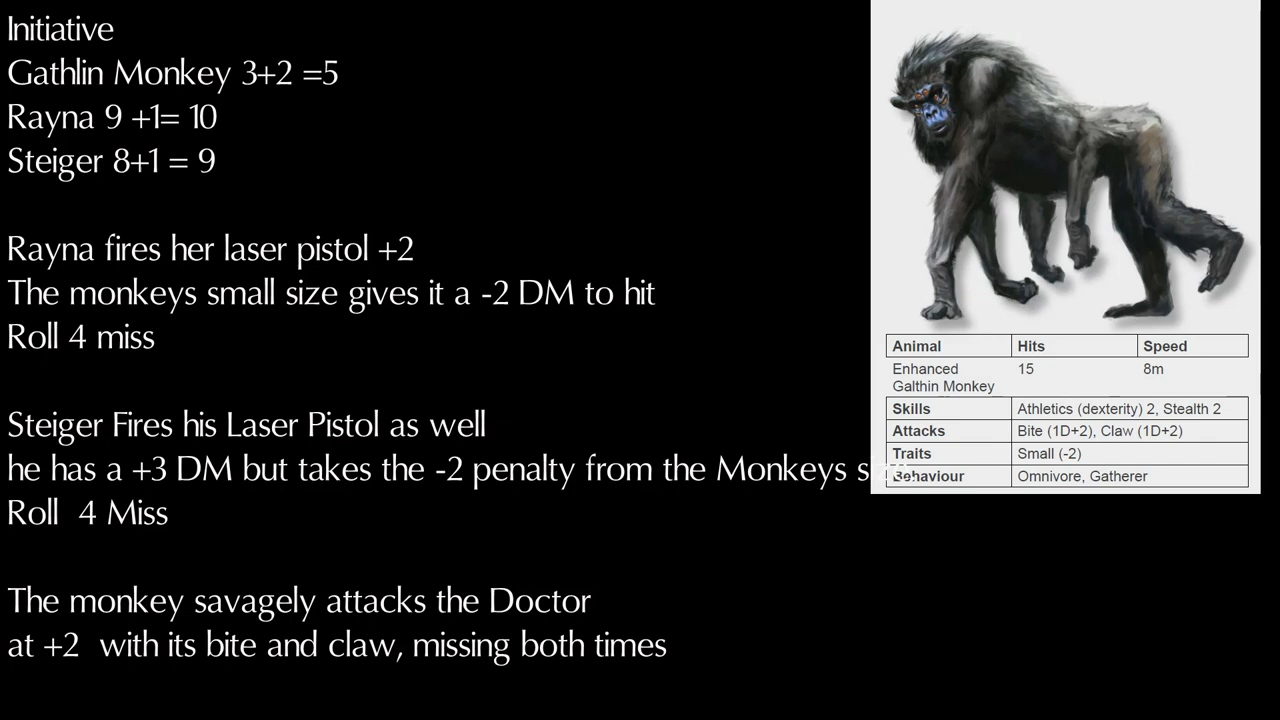 Initiative
Gathlin Monkey 3+2 =5
Rayna 9 +1= 10
Steiger 8+1 = 9
Rayna fires her laser pistol +2
The monkeys small size gives it a -2 DM to hit
Roll 4 miss
Steiger Fires his Laser Pistol as well
he has a +3 DM but takes the -2 penalty from the Monkeys size.
Roll  4 Miss
The monkey savagely attacks the Doctor
at +2  with its bite and claw, missing both times
Animal Hits Speed
Enhanced 15 8m
Galthin Monkey
Skills Athletics (dexterity) 2, Stealth 2
Attacks Bite (1D+2), Claw (1D+2)
Traits Small (-2)
Behaviour Omnivore, Gatherer